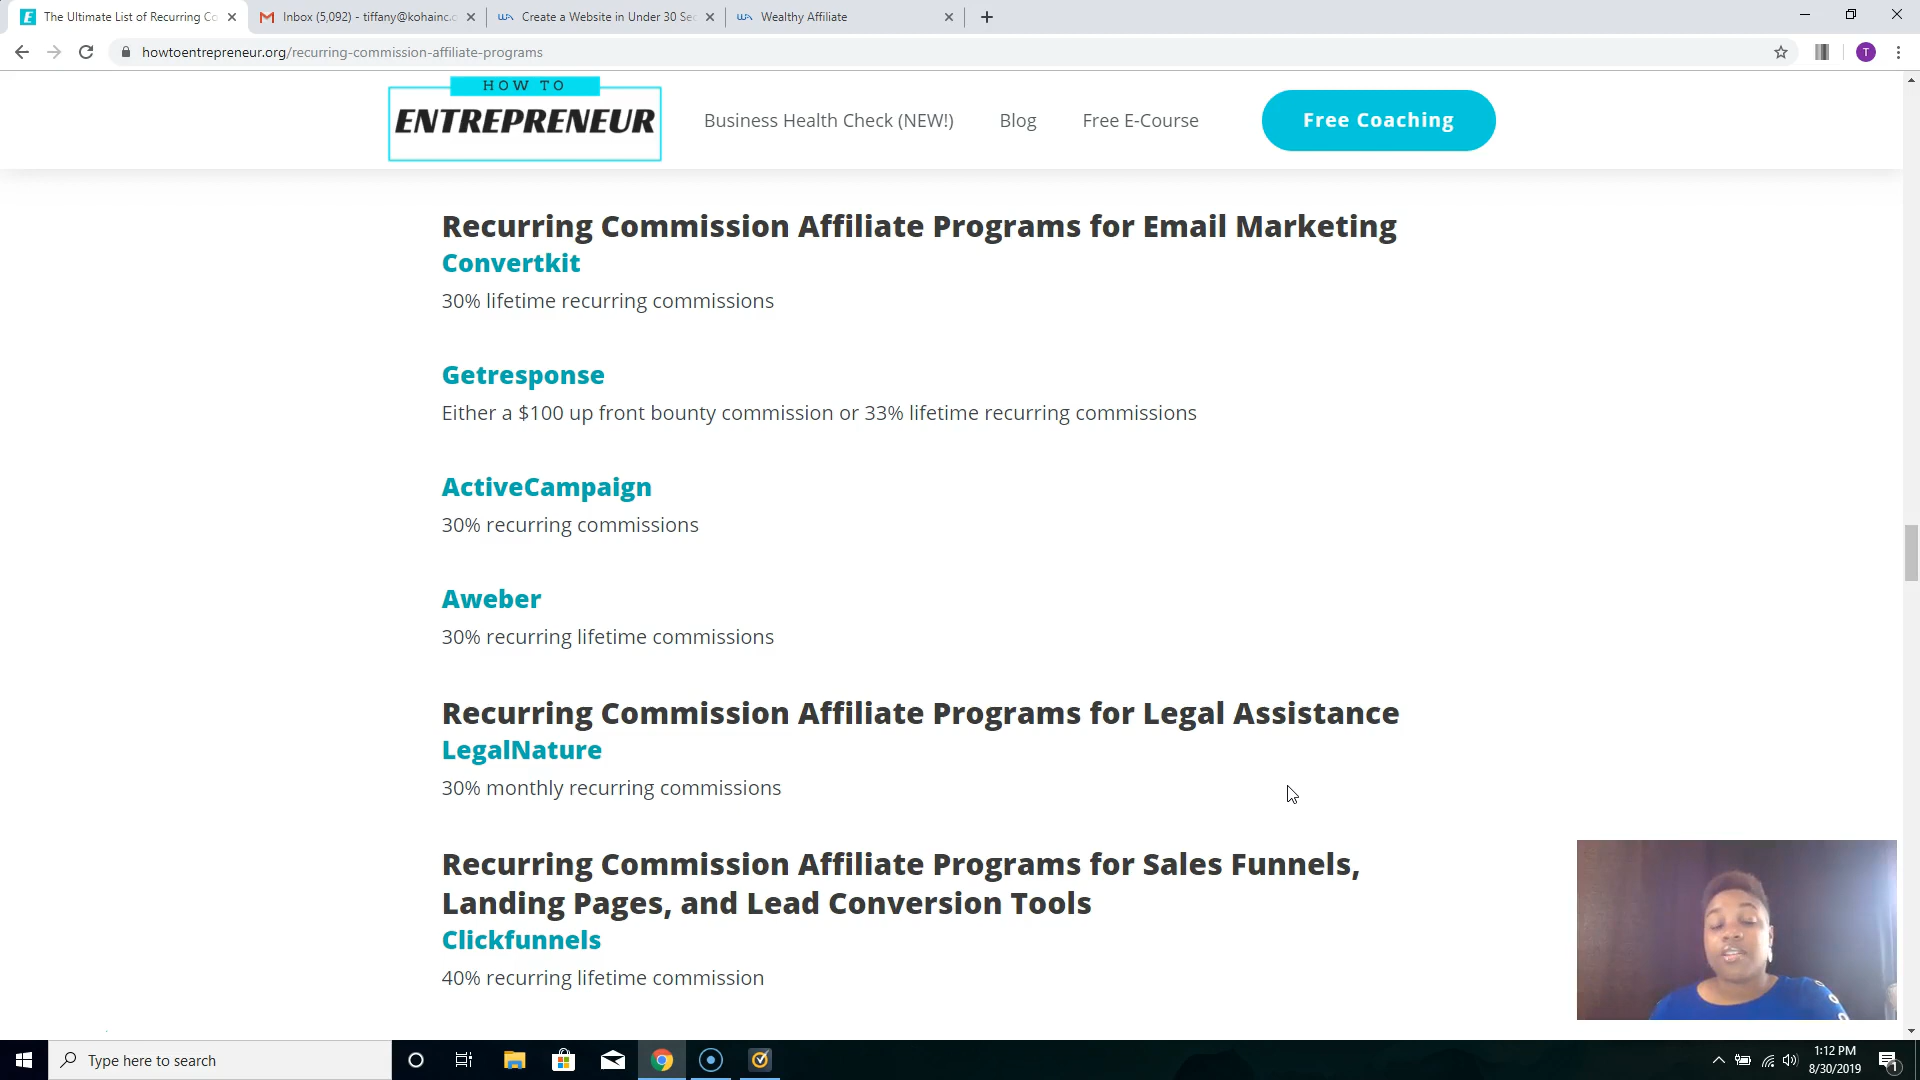 The Ultimate List of Recurring Co
Inbox (5,092) - tiffany@kohainc.c
Create a Website in Under 30 Sec
Wealthy Affiliate
howtoentrepreneur.org/recurring-commission-affiliate-programs
T
HOW TO
ENTREPRENEUR
Business Health Check (NEW!)
Blog
Free E-Course
Free Coaching
Recurring Commission Affiliate Programs for Email Marketing
Convertkit
30% lifetime recurring commissions
Getresponse
Either a $100 up front bounty commission or 33% lifetime recurring commissions
ActiveCampaign
30% recurring commissions
Aweber
30% recurring lifetime commissions
Recurring Commission Affiliate Programs for Legal Assistance
LegalNature
30% monthly recurring commissions
Recurring Commission Affiliate Programs for Sales Funnels,
Landing Pages, and Lead Conversion Tools
Clickfunnels
40% recurring lifetime commission
Type here to search
1:12 PM
8/30/2019
1